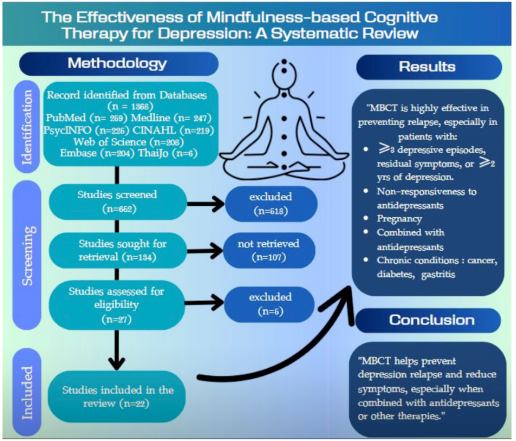 The Effectiveness of Mindfulness-based Cognitive
Therapy for Depression: A Systematic Review
Methodology
Identification
Record identified from Databases
(n = 1368)
PubMed (n= 259) Medline (n= 247)
PsycINFO (n=225) CINAHL (n=219)
Web of Science (n=208)
Embase (n=204) ThaiJo (n=6)
Screening
Studies screened
(n=652)
excluded
(n=518)
Studies sought for
retrieval (n=134)
not retrieved
(n=107)
Studies assessed for
eligibility
(n=27)
excluded
(n=5)
Included
Studies included in the
review (n=22)
Results
"MBCT is highly effective in
preventing relapse, especially in
patients with:
• ≥3 depressive episodes,
residual symptoms, or ≥2
yrs of depression.
• Non-responsiveness to
antidepressants
• Pregnancy
• Combined with
antidepressants
• Chronic conditions : cancer,
diabetes, gastritis
Conclusion
"MBCT helps prevent
depression relapse and reduce
symptoms, especially when
combined with antidepressants
or other therapies."